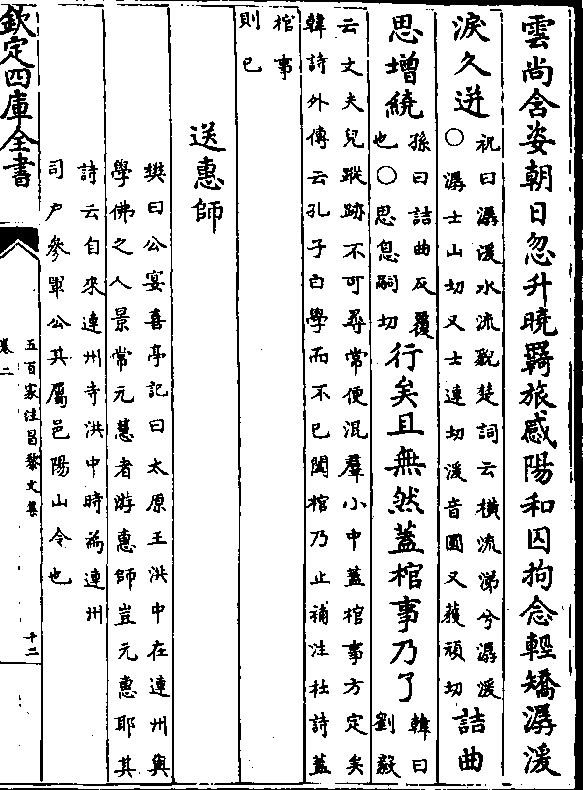 雲尚含姿朝日忽升曉羇旅感陽和囚拘念輕矯潺湲
淚久迸
祝曰潺湲水流貌楚詞云横流涕兮潺湲
○潺士山切又士連切湲音圜又䕶頑切
詰曲
思增繞
孫曰詰曲反覆
也○思息嗣切
行矣且無然蓋棺事乃了
韓曰
劉毅
云丈夫兒蹤跡不可尋常便混羣小中蓋棺事方定矣
韓詩外傳云孔子曰學而不已闔棺乃止補注杜詩蓋
棺事
則已
送惠師
樊曰公宴喜亭記曰太原王洪中在連州與
學佛之人景常元慧者游惠師豈元惠耶其
詩云自來連州寺洪中時為連州
司户參軍公其屬邑陽山令也
欽定四庫全書
五百家注昌黎文集
卷二
十二